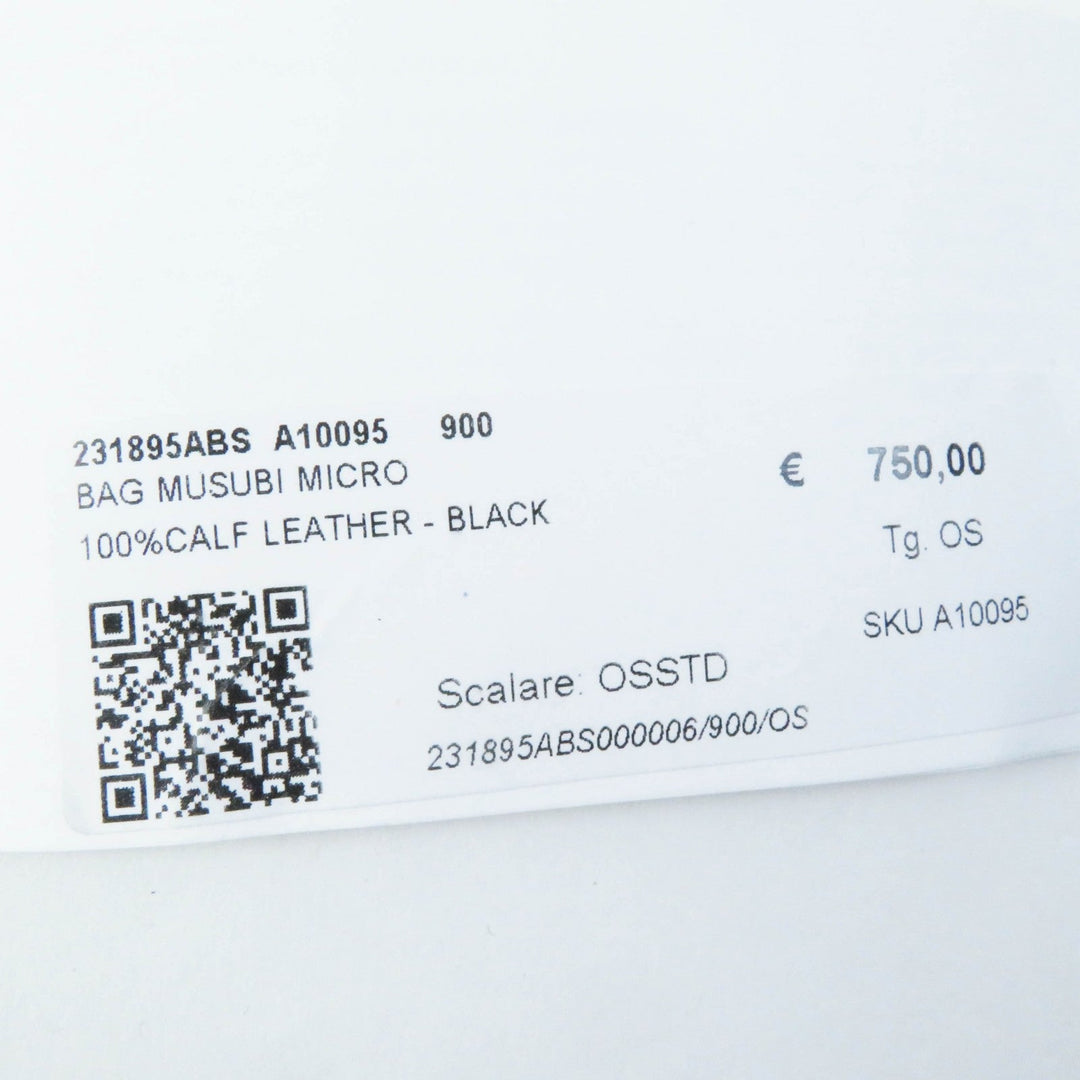 231895ABS A10095 900
BAG MUSUBI MICRO
100%CALF LEATHER - BLACK
€ 750,00
Tg. OS
SKU A10095
Scalare: OSSTD
231895ABS000006/900/OS